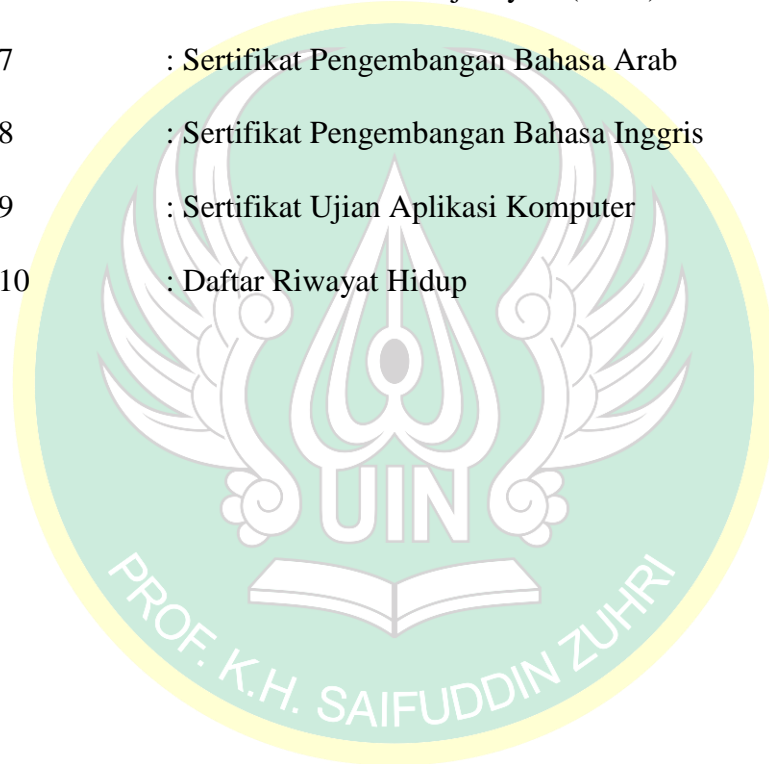 7 : Sertifikat Pengembangan Bahasa Arab
8 : Sertifikat Pengembangan Bahasa Inggris
9 : Sertifikat Ujian Aplikasi Komputer
10 : Daftar Riwayat Hidup
UIN
PROF. K.H. SAIFUDDIN ZUHRI